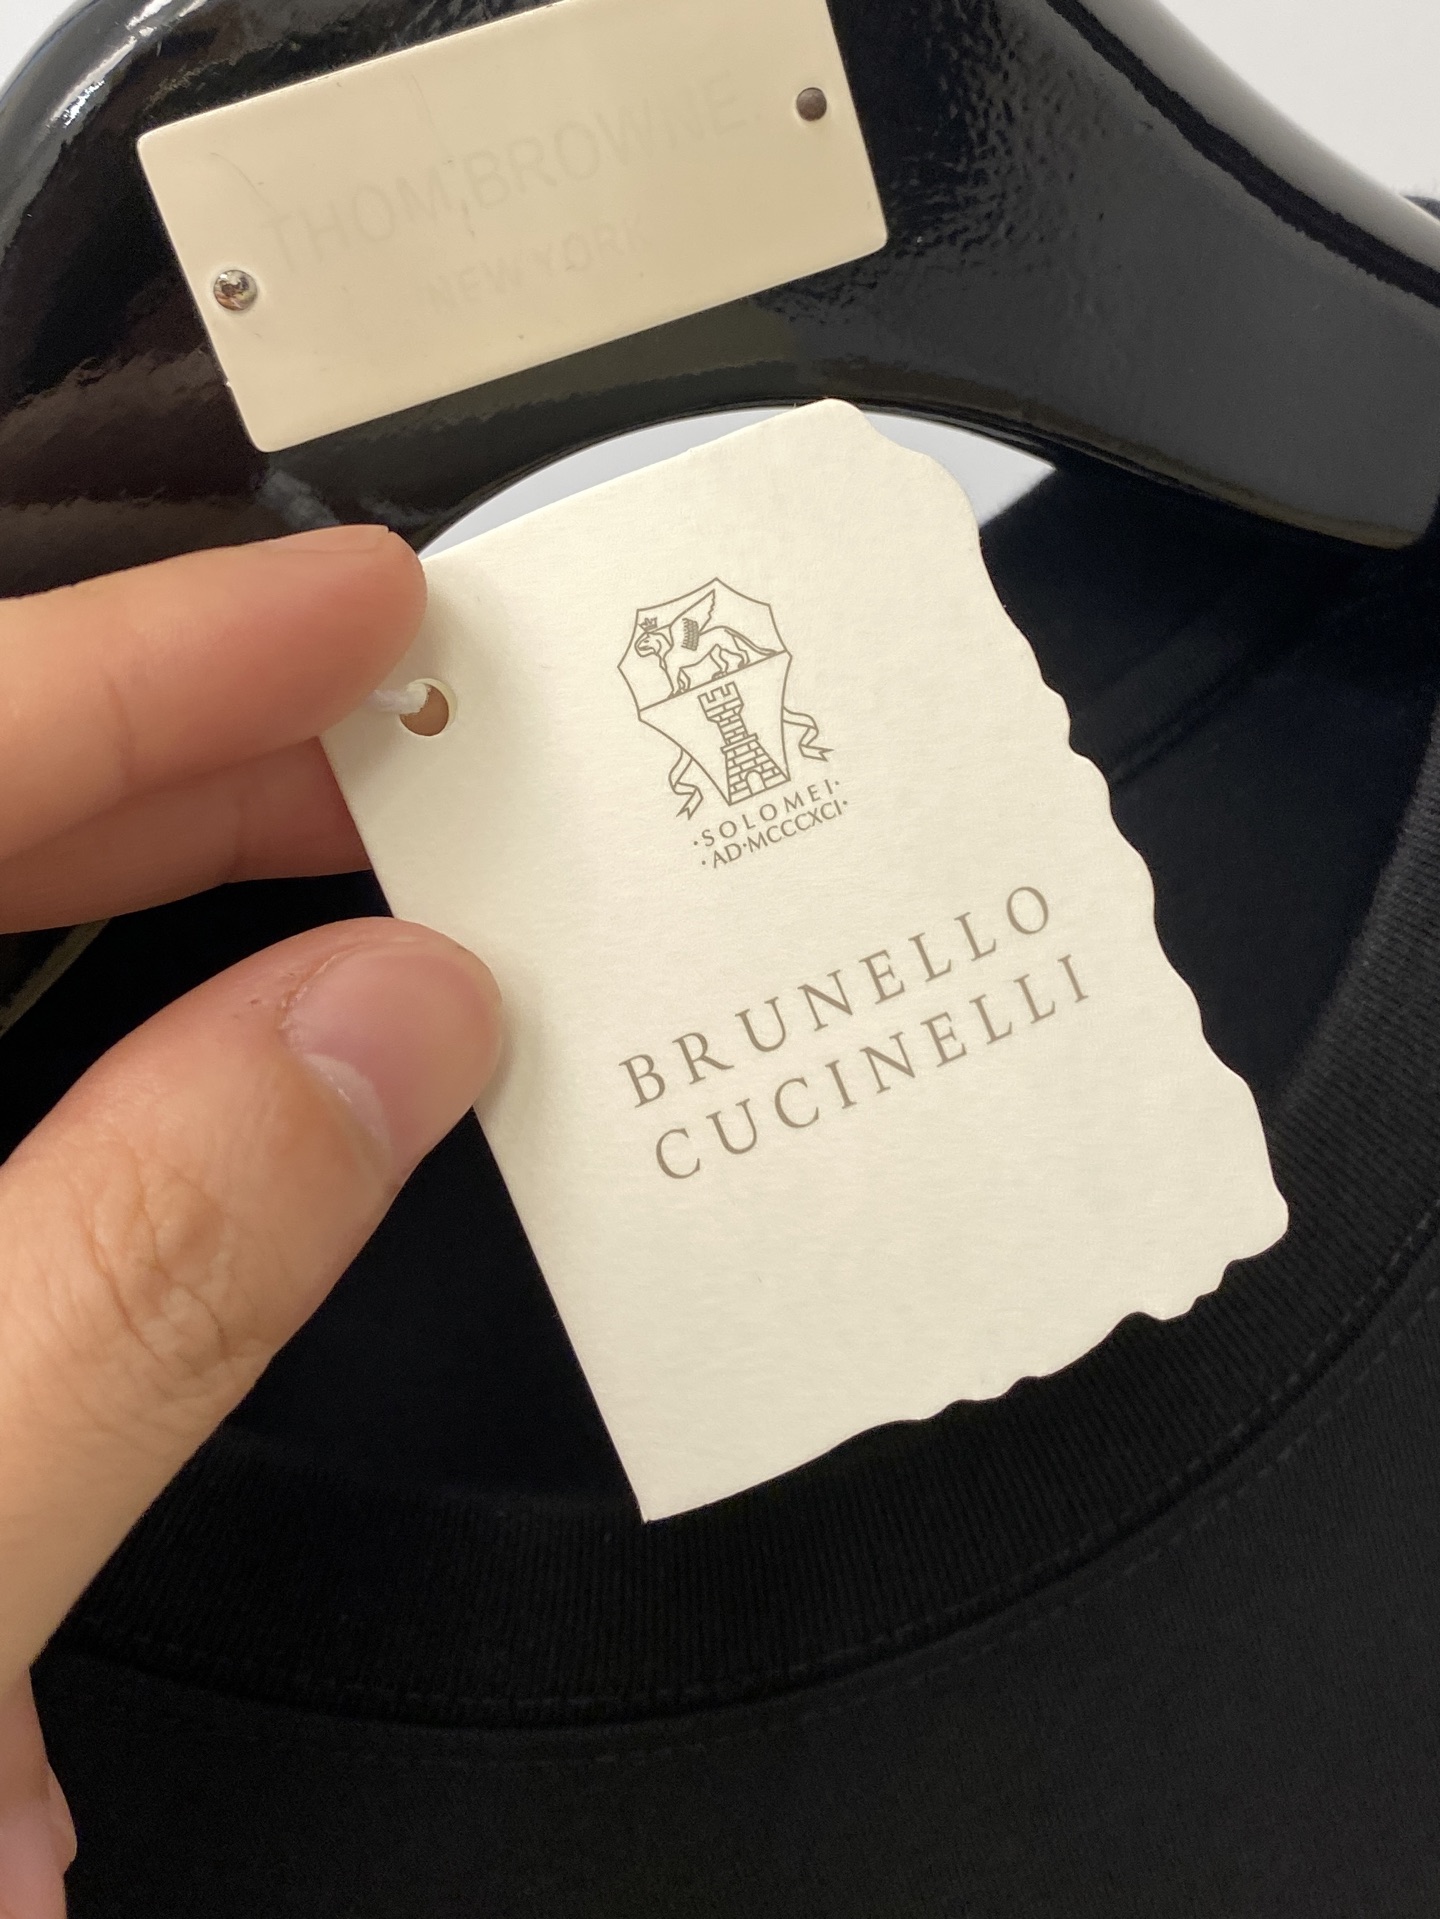 THOM BROWNE.
NEW YORK
·SOLOMEI·
·AD·MCCCXCI·
BRUNELLO
CUCINELLI